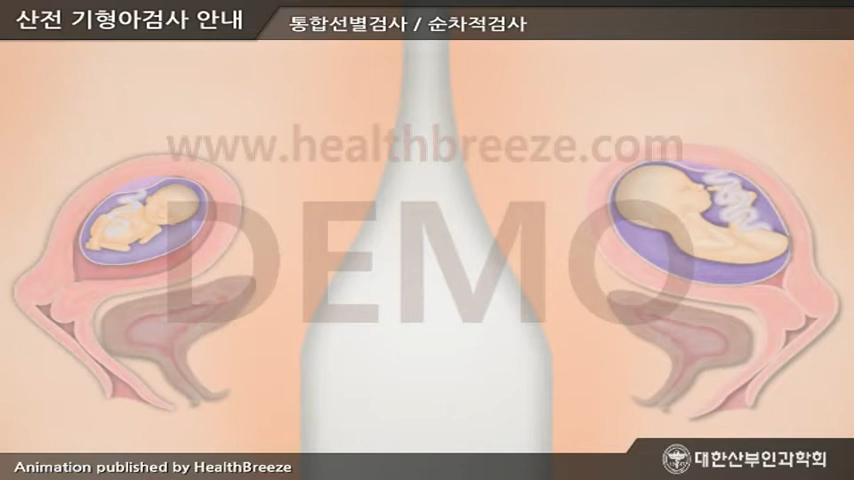 산전 기형아검사 안내
통합선별검사 / 순차적검사
www.healthbreeze.com
DEMO
Animation published by HealthBreeze
대한산부인과학회